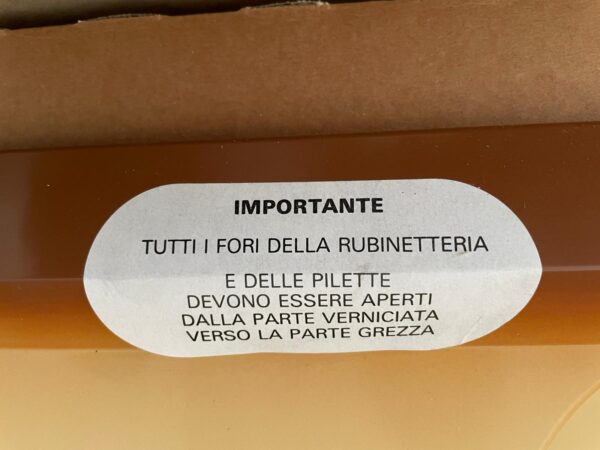 IMPORTANTE
TUTTI I FORI DELLA RUBINETTERIA
E DELLE PILETTE
DEVONO ESSERE APERTI
DALLA PARTE VERNICIATA
VERSO LA PARTE GREZZA